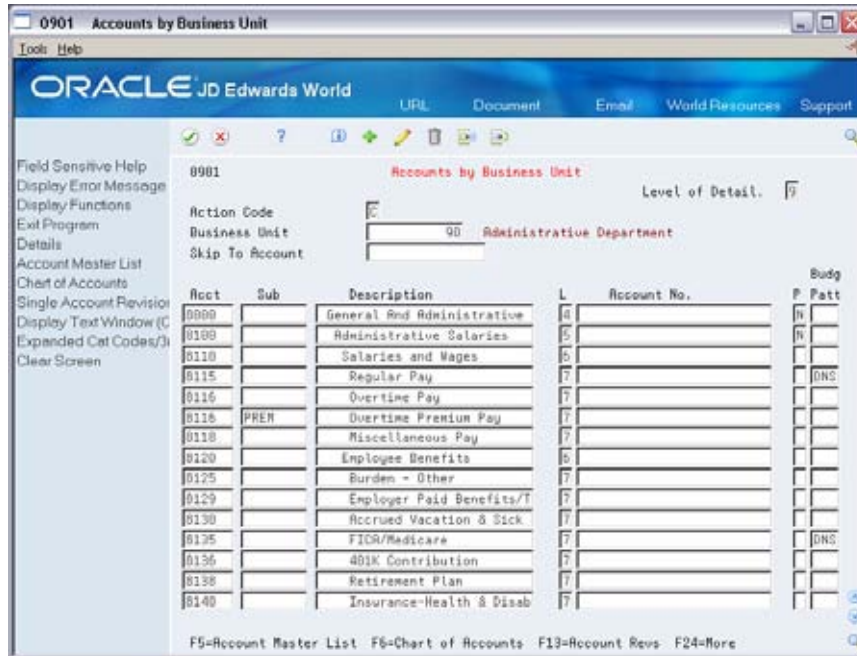 0901 Accounts by Business Unit
Tools Help
ORACLE JD Edwards World
URL Document Email World Resources Support
Field Sensitive Help
Display Error Message
Display Functions
Exit Program
Details
Account Master List
Chart of Accounts
Single Account Revision
Display Text Window (C
Expanded Cat Codes/3
Clear Screen
0901 Accounts by Business Unit
Level of Detail. 9
Action Code C
Business Unit 90 Administrative Department
Skip To Account
Budg
Acct Sub Description L Account No. P Patt
General And Administrative 4 N
8100 Administrative Salaries 5 N
8110 Salaries and Wages 6
8115 Regular Pay 7 DNS
8116 Overtime Pay 7
8116 PREM Overtime Premium Pay 7
8118 Miscellaneous Pay 7
8120 Employee Benefits 6
8125 Burden - Other 7
8129 Employer Paid Benefits/T 7
8130 Accrued Vacation & Sick 7
8135 FICA/Medicare 7 DNS
8136 401K Contribution 7
8138 Retirement Plan 7
8140 Insurance-Health & Disab 7
F5=Account Master List F6=Chart of Accounts F13=Account Revs F24=More